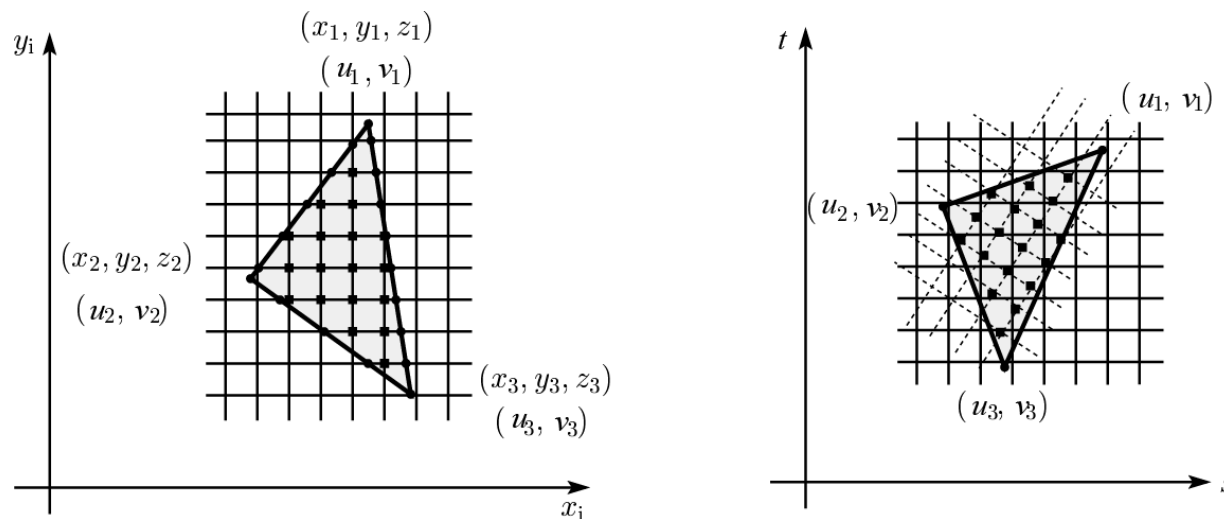 (x₁, y₁, z₁)
(u₁, v₁)
yᵢ
(x₂, y₂, z₂)
(u₂, v₂)
(x₃, y₃, z₃)
(u₃, v₃)
xᵢ
t
(u₁, v₁)
(u₂, v₂)
(u₃, v₃)